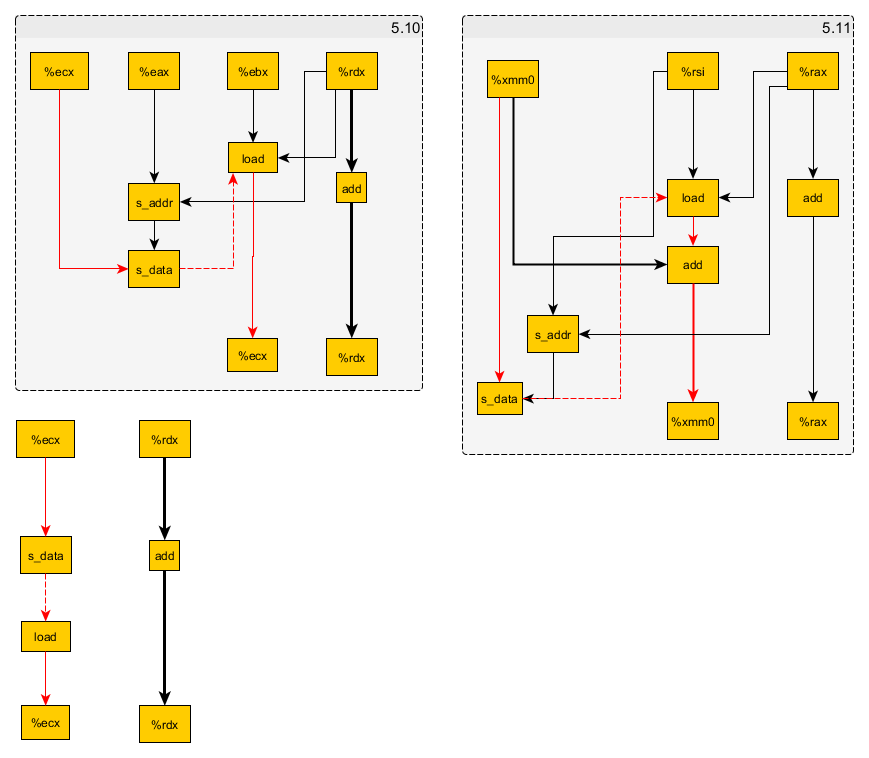 5.10
%ecx
%eax
%ebx
%rdx
load
add
s_addr
s_data
%ecx
%rdx
5.11
%xmm0
%rsi
%rax
load
add
add
s_addr
s_data
%xmm0
%rax
%ecx
%rdx
s_data
add
load
%ecx
%rdx